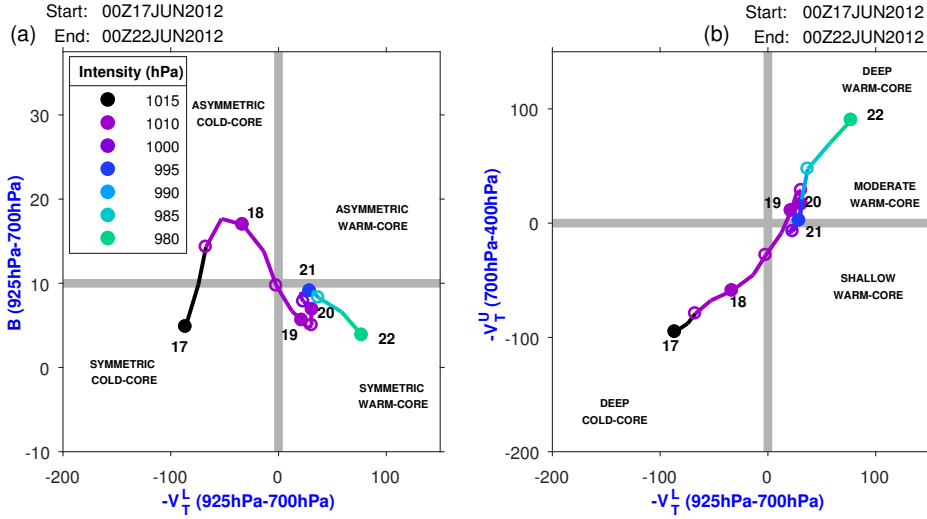 Start: 00Z17JUN2012
(a) End: 00Z22JUN2012
Intensity (hPa)
1015
1010
1000
995
990
985
980
ASYMMETRIC
COLD-CORE
ASYMMETRIC
WARM-CORE
SYMMETRIC
COLD-CORE
SYMMETRIC
WARM-CORE
17
18
19
20
21
22
30
20
10
0
-10
B (925hPa-700hPa)
-200 -100 0 100
-V_T^L (925hPa-700hPa)
Start: 00Z17JUN2012
(b) End: 00Z22JUN2012
DEEP
WARM-CORE
MODERATE
WARM-CORE
SHALLOW
WARM-CORE
DEEP
COLD-CORE
17
18
19
20
21
22
100
0
-100
-200
-V_T^U (700hPa-400hPa)
-200 -100 0 100
-V_T^L (925hPa-700hPa)